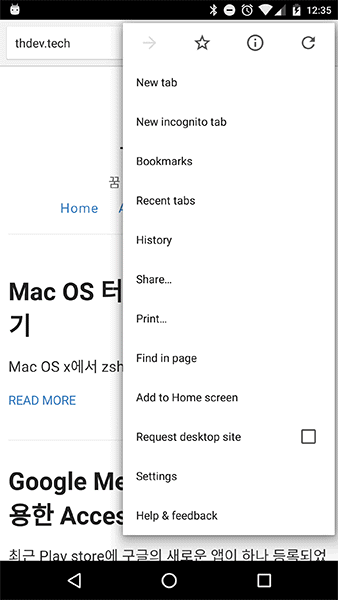 12:35
thdev.tech
New tab
New incognito tab
Bookmarks
Recent tabs
History
Share...
Print...
Find in page
Add to Home screen
Request desktop site
Settings
Help & feedback
꿈
Home
Mac OS 터
기
Mac OS x에서 zsh
READ MORE
Google Me
용한 Acces
최근 Play store에 구글의 새로운 앱이 하나 등록되었